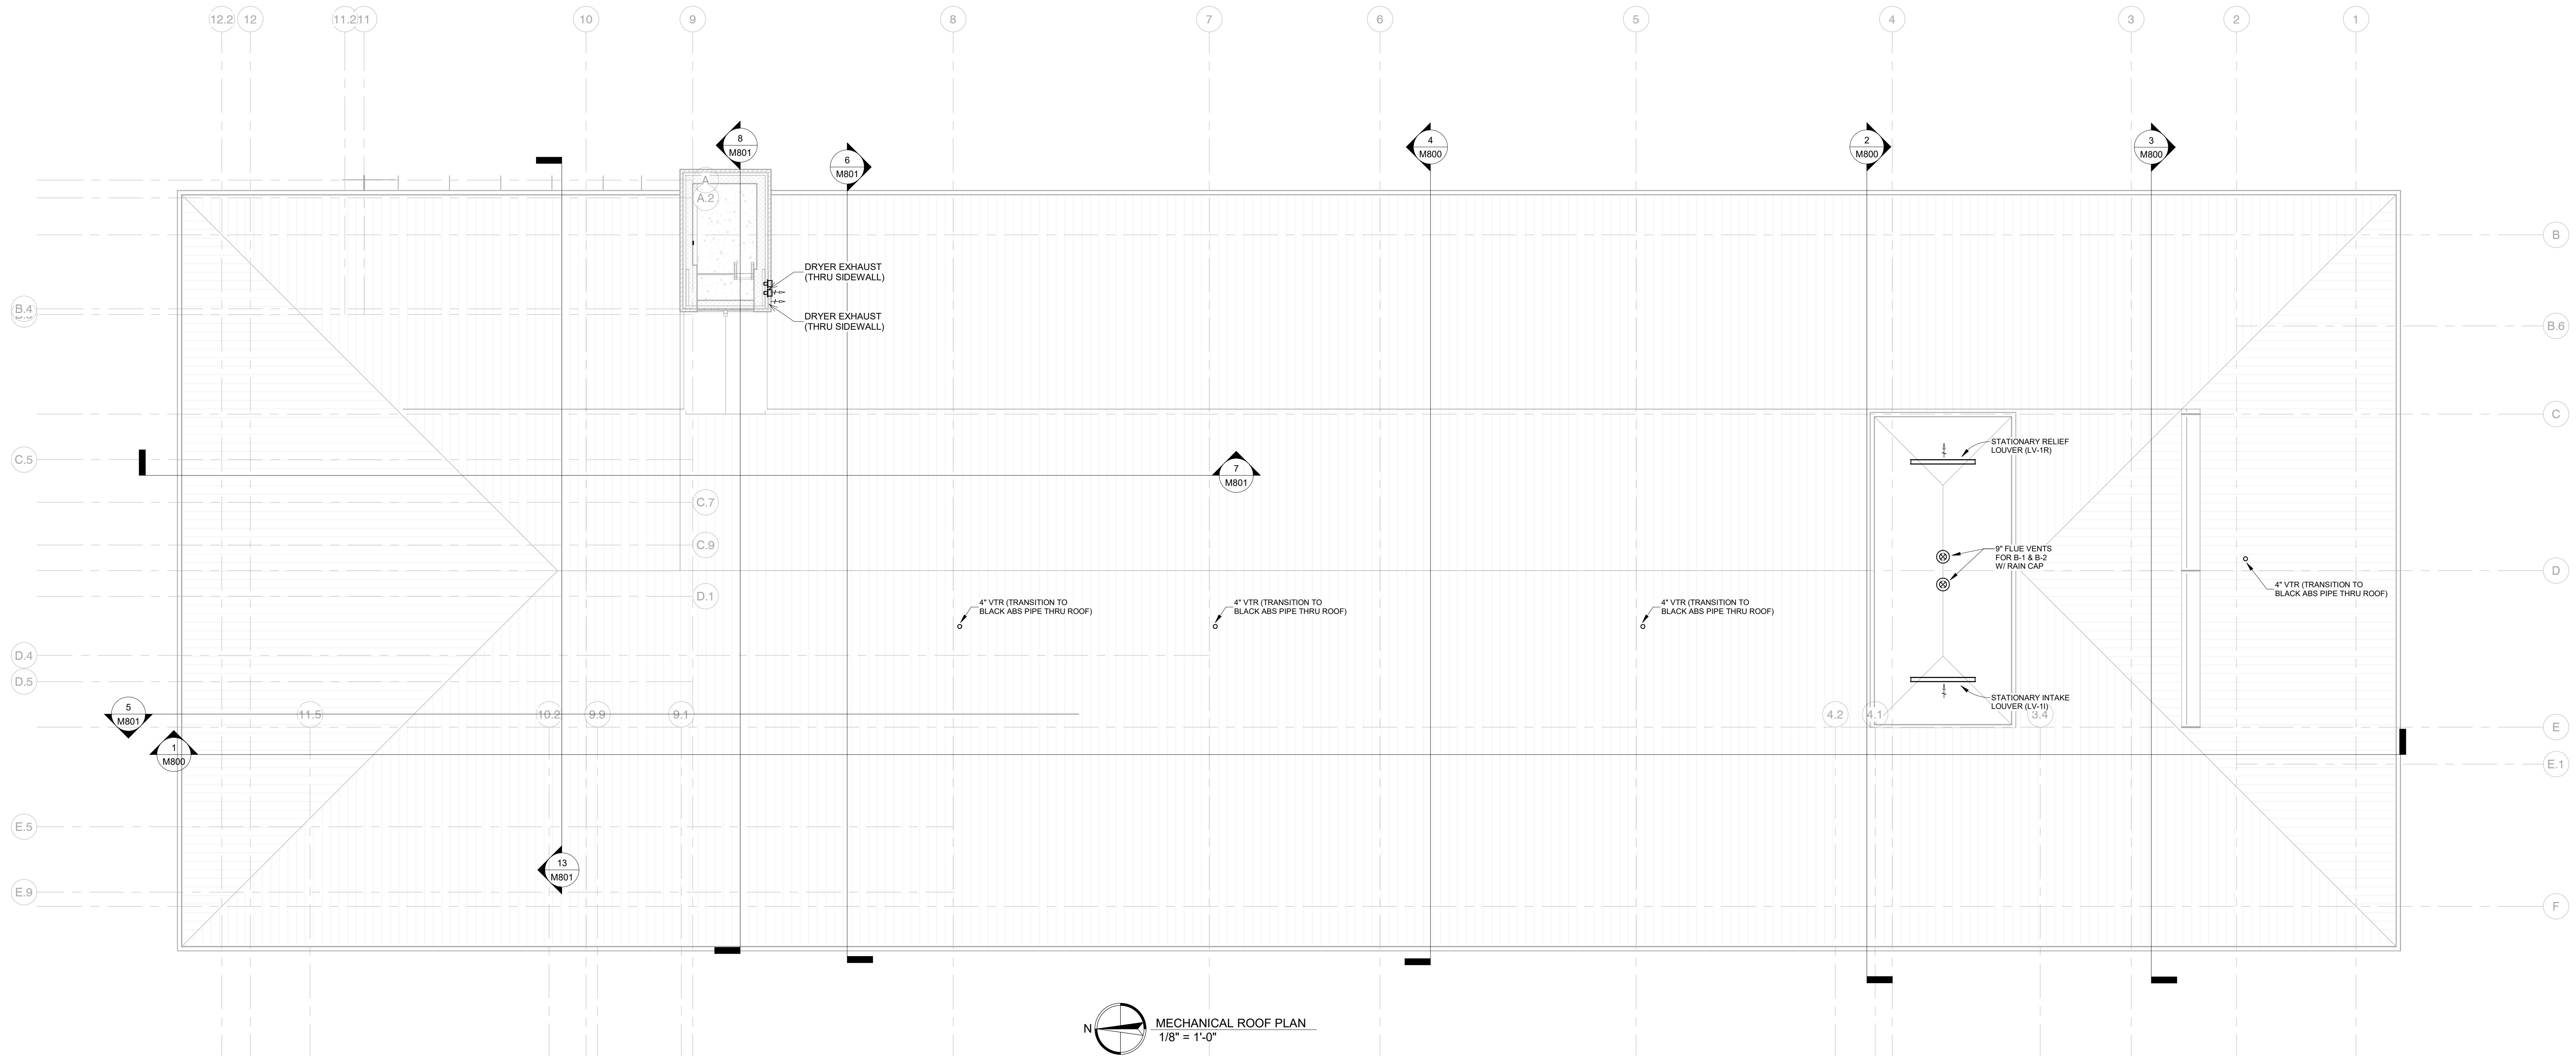 12.2
12
11.2
11
10
9
8
7
6
5
4
3
2
1
8
M801
6
M801
4
M800
2
M800
3
M800
A
A.2
B
DRYER EXHAUST
(THRU SIDEWALL)
B.4
DRYER EXHAUST
(THRU SIDEWALL)
B.6
C
STATIONARY RELIEF
LOUVER (LV-1R)
C.5
7
M801
C.7
C.9
9" FLUE VENTS
FOR B-1 & B-2
W/ RAIN CAP
D
4" VTR (TRANSITION TO
BLACK ABS PIPE THRU ROOF)
D.1
4" VTR (TRANSITION TO
BLACK ABS PIPE THRU ROOF)
4" VTR (TRANSITION TO
BLACK ABS PIPE THRU ROOF)
4" VTR (TRANSITION TO
BLACK ABS PIPE THRU ROOF)
D.4
D.5
STATIONARY INTAKE
LOUVER (LV-1I)
5
M801
11.5
10.2
9.9
9.1
4.2
4.1
3.4
E
1
M800
E.1
E.5
13
M801
E.9
F
N
MECHANICAL ROOF PLAN
1/8" = 1'-0"